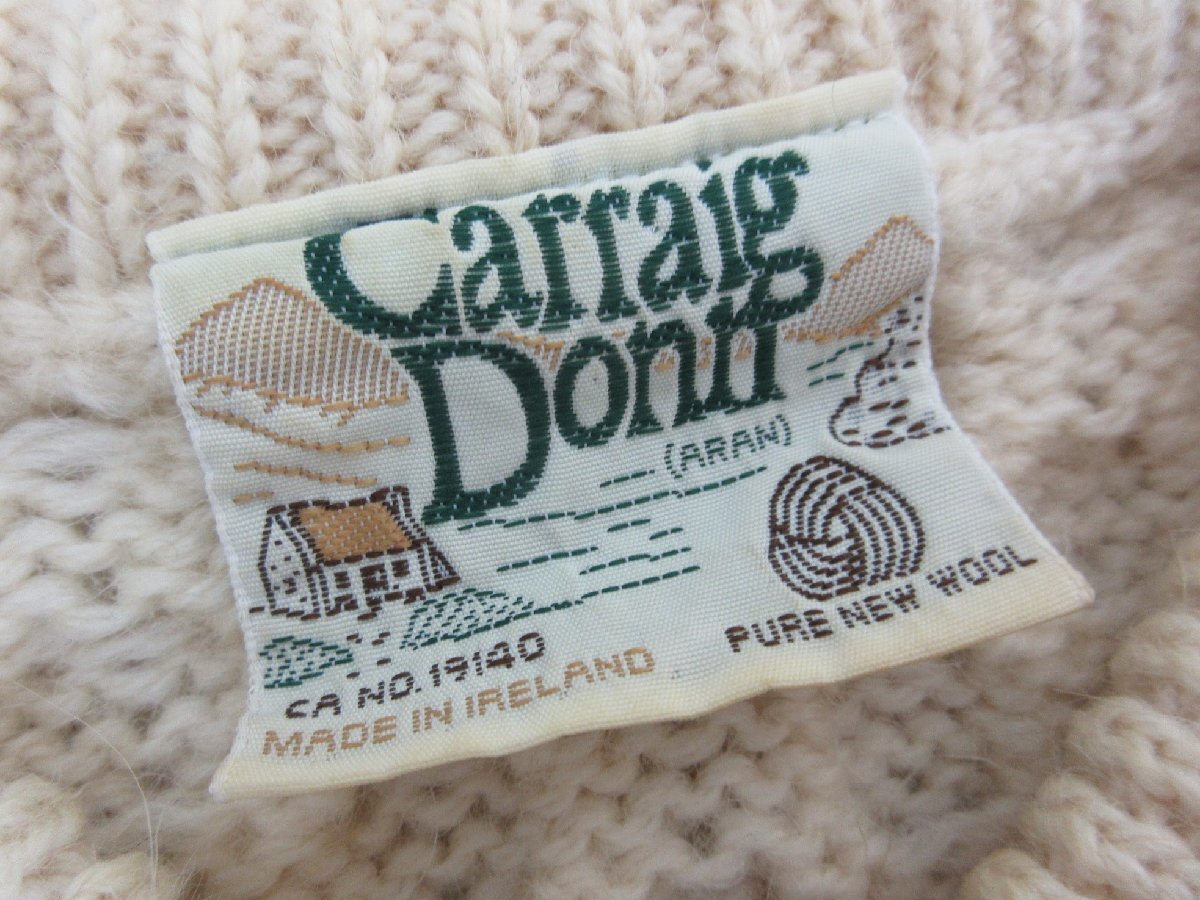 Carraig
Donn
(ARAN)
PURE NEW WOOL
CA NO. 19140
MADE IN IRELAND